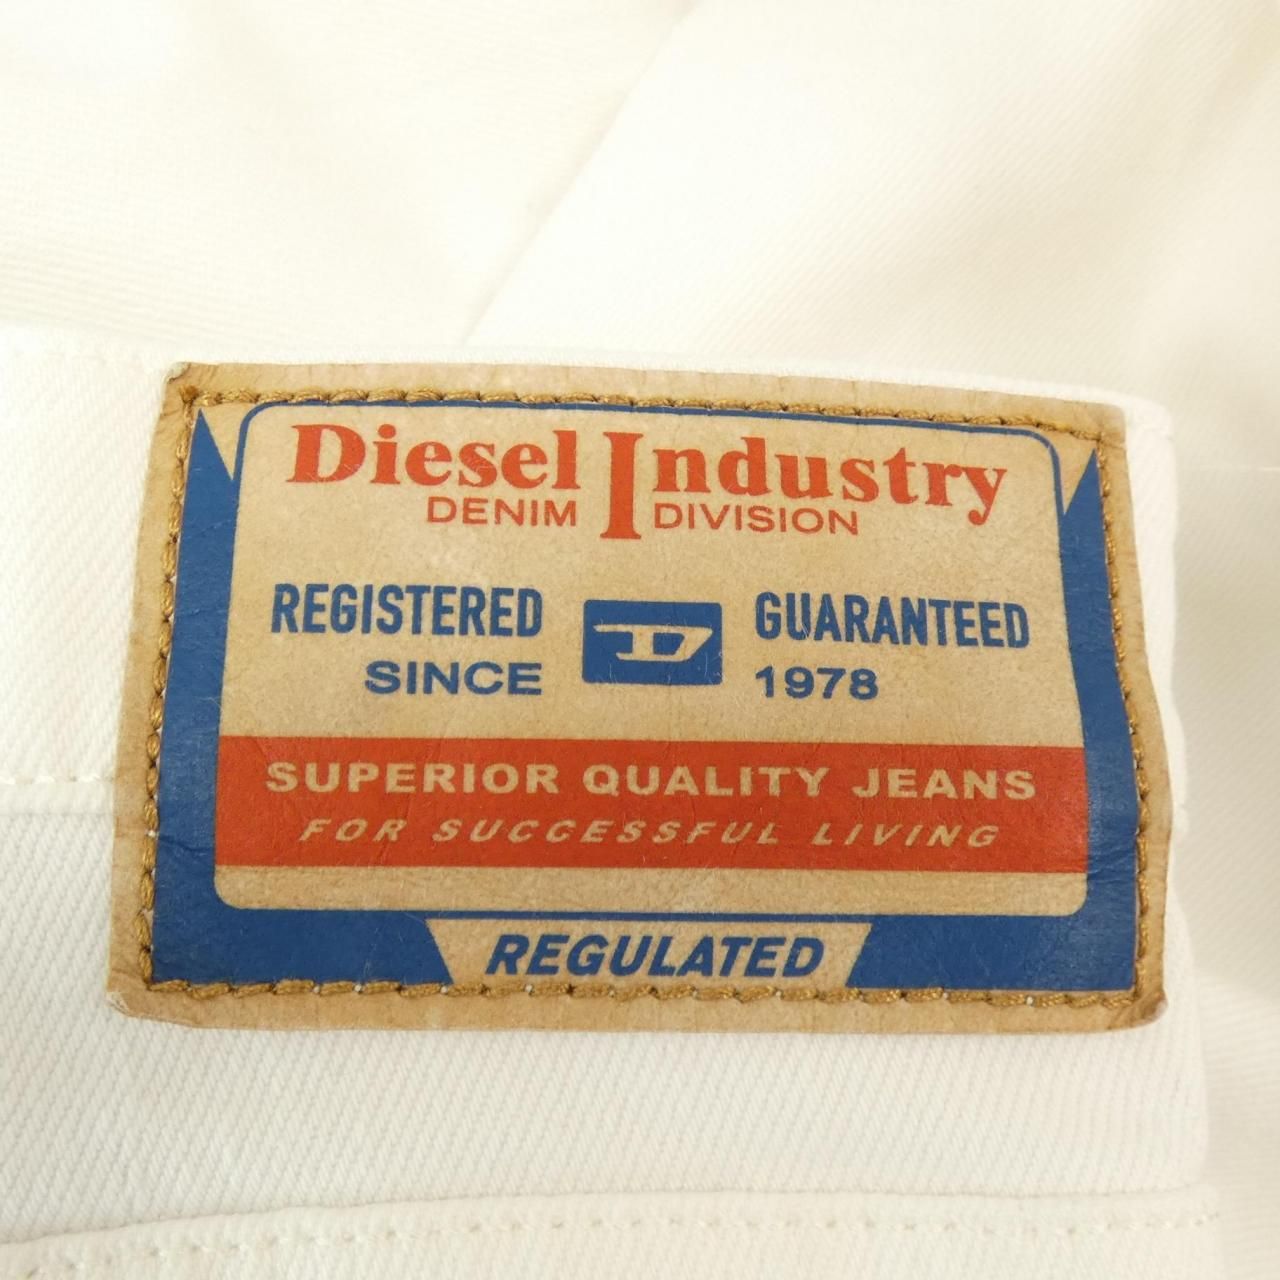 Diesel Industry
DENIM DIVISION
REGISTERED D GUARANTEED
SINCE 1978
SUPERIOR QUALITY JEANS
FOR SUCCESSFUL LIVING
REGULATED